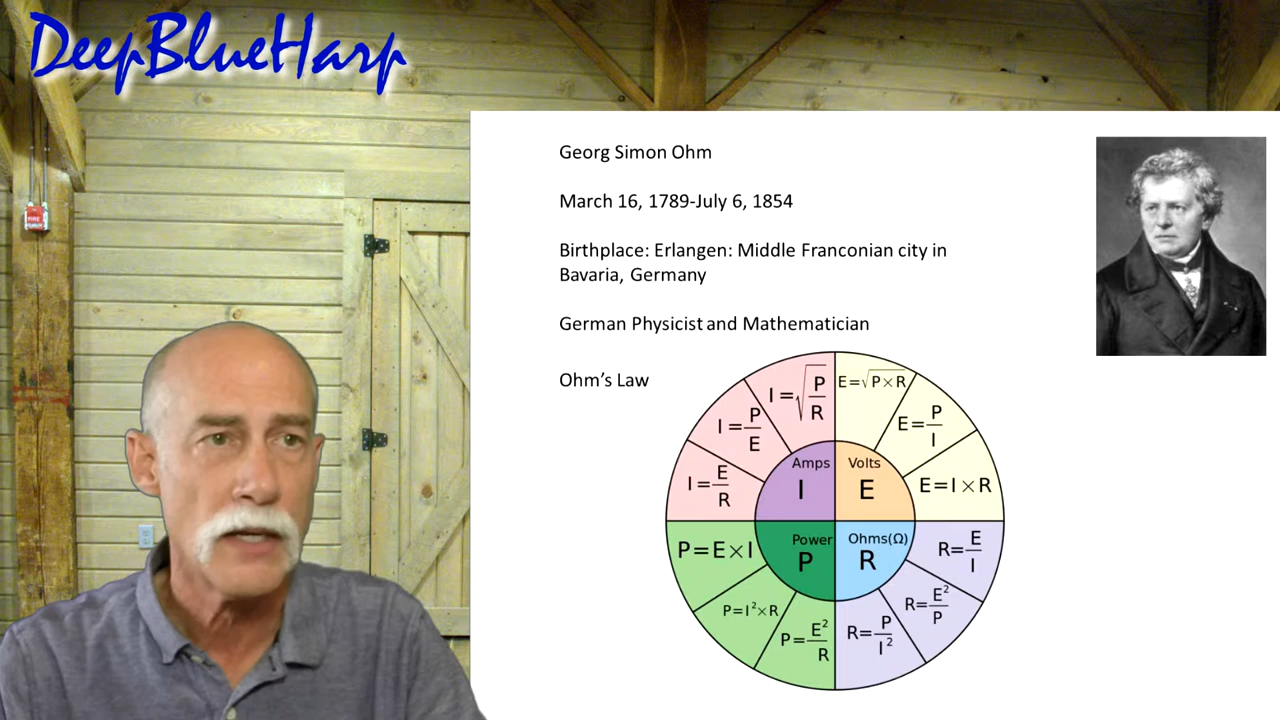 DeepBlueHarp
FIRE
Georg Simon Ohm
March 16, 1789-July 6, 1854
Birthplace: Erlangen: Middle Franconian city in
Bavaria, Germany
German Physicist and Mathematician
Ohm's Law
I=√P/R
E=√P×R
I=P/E
E=P/I
I=E/R
E=I×R
Amps
I
Volts
E
Power
P
Ohms(Ω)
R
P=E×I
R=E/I
P=I²×R
R=E²/P
P=E²/R
R=P/I²